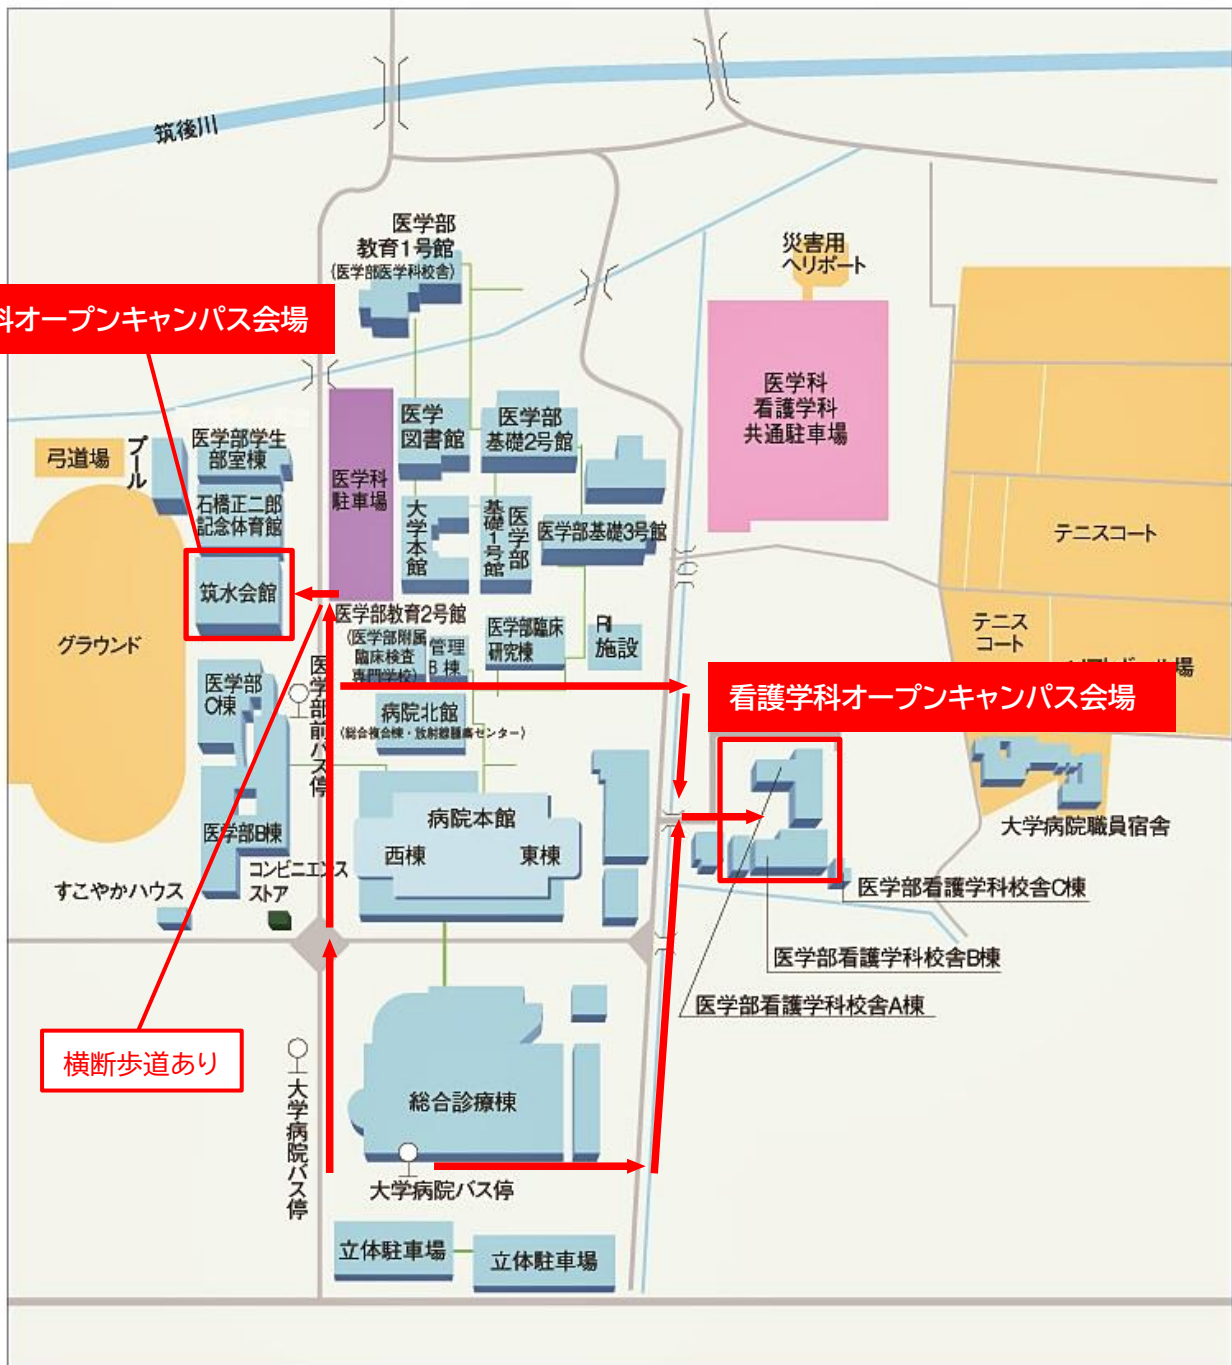 筑後川
医学部
教育1号館
(医学部医学科校舎)
災害用
ヘリポート
科オープンキャンパス会場
医学科
看護学科
共通駐車場
弓道場
プール
医学部学生
部室棟
石橋正二郎
記念体育館
筑水会館
グラウンド
医学科
駐車場
医学
図書館
医学部
基礎2号館
大学本館
医学部
基礎1号館
医学部基礎3号館
テニスコート
テニス
コート
場
医学部教育2号館
(医学部附属
臨床検査
専門学校)
管理
B棟
医学部臨床
研究棟
RI
施設
医学部前バス停
医学部
C棟
病院北館
(総合複合棟・放射線腫瘍センター)
看護学科オープンキャンパス会場
病院本館
西棟
東棟
医学部B棟
コンビニエンス
ストア
すこやかハウス
大学病院職員宿舎
医学部看護学科校舎C棟
医学部看護学科校舎B棟
医学部看護学科校舎A棟
横断歩道あり
大学病院バス停
総合診療棟
大学病院バス停
立体駐車場
立体駐車場